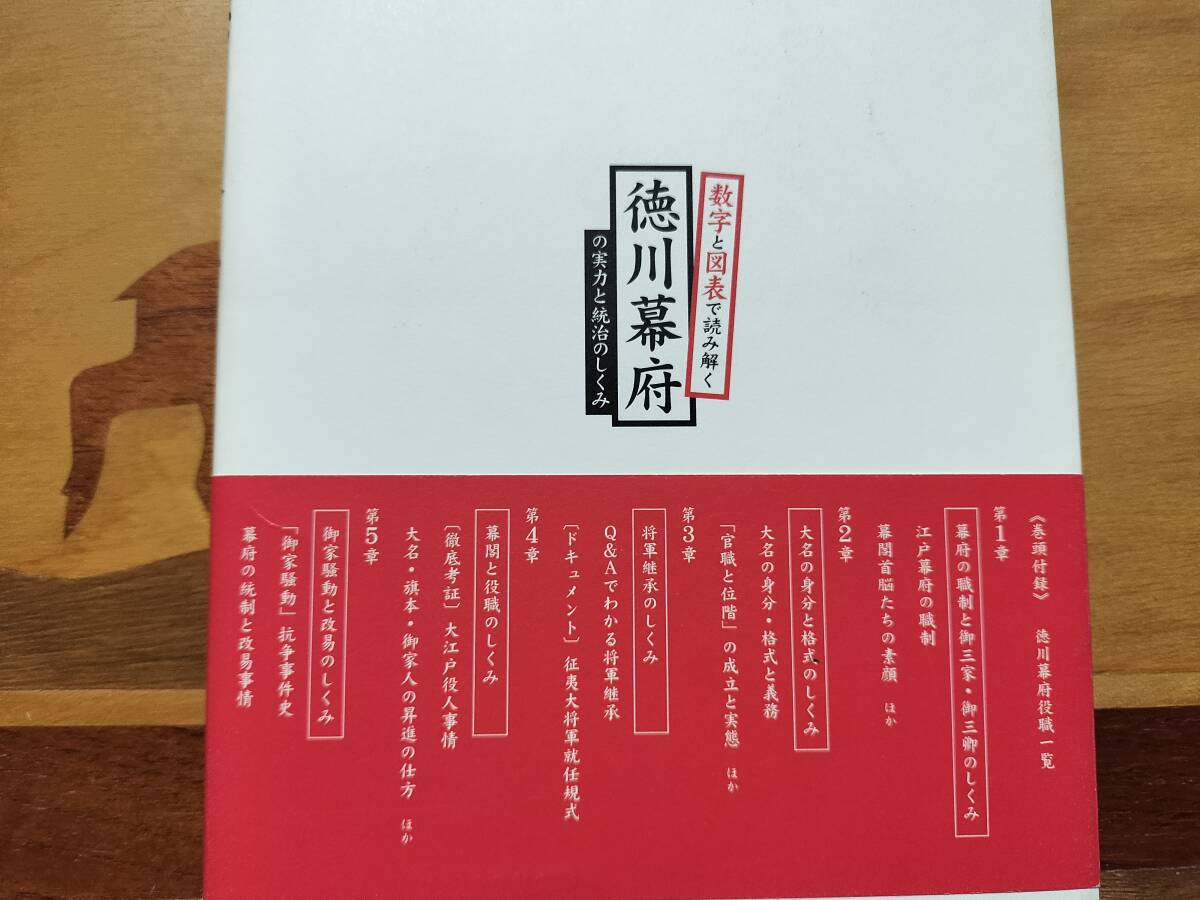 数字と図表で読み解く
徳川幕府
の実力と統治のしくみ
《巻頭付録》 徳川幕府役職一覧
第1章
幕府の職制と御三家・御三卿のしくみ
江戸幕府の職制
幕閣首脳たちの素顔 ほか
第2章
大名の身分と格式のしくみ
大名の身分・格式と義務
「官職と位階」の成立と実態 ほか
第3章
将軍継承のしくみ
Q&Aでわかる将軍継承
〔ドキュメント〕征夷大将軍就任規式
第4章
幕閣と役職のしくみ
〔徹底考証〕大江戸役人事情
大名・旗本・御家人の昇進の仕方 ほか
第5章
御家騒動と改易のしくみ
「御家騒動」抗争事件史
幕府の統制と改易事情